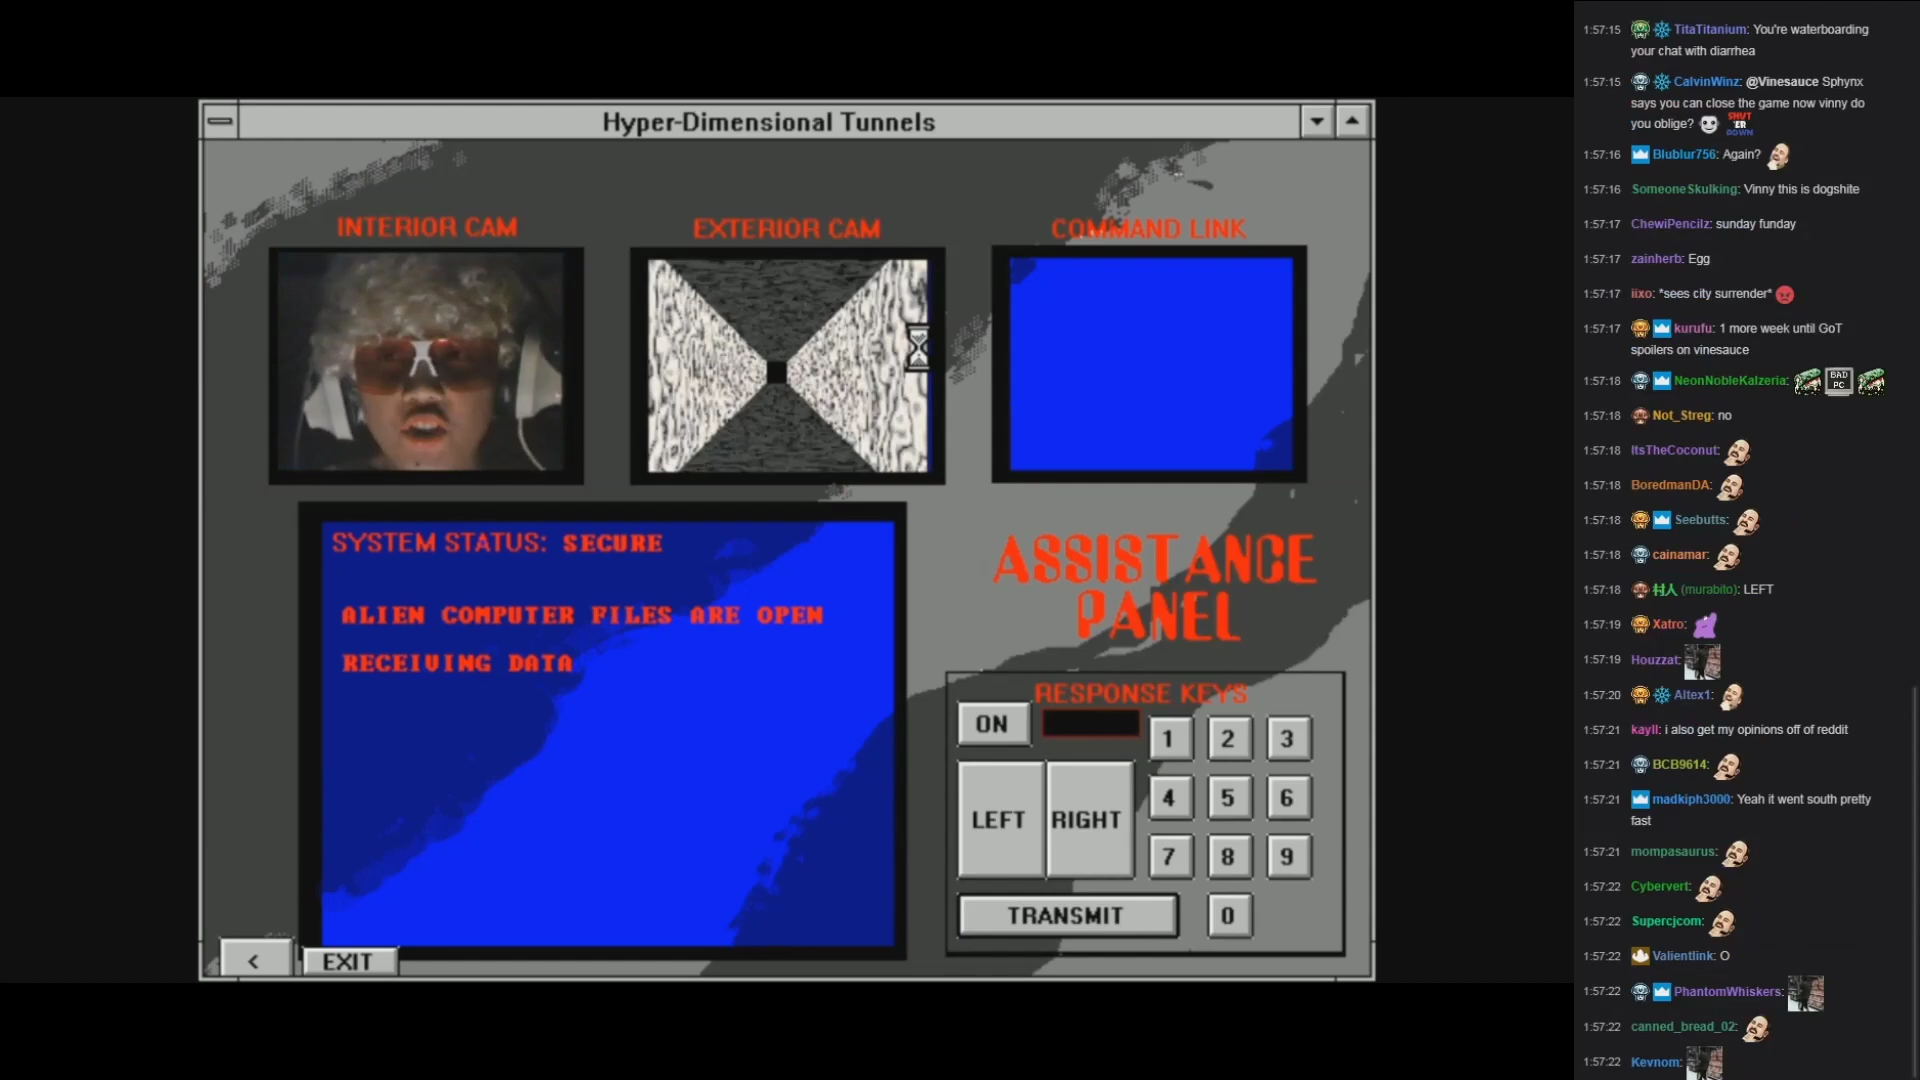 Hyper-Dimensional Tunnels
INTERIOR CAM
EXTERIOR CAM
COMMAND LINK
SYSTEM STATUS: SECURE
ALIEN COMPUTER FILES ARE OPEN
RECEIVING DATA
ASSISTANCE
PANEL
RESPONSE KEYS
ON
1 2 3
LEFT RIGHT
4 5 6
7 8 9
TRANSMIT 0
< EXIT
1:57:15 TitaTitanium: You're waterboarding
your chat with diarrhea
1:57:15 CalvinWinz: @Vinesauce Sphynx
says you can close the game now vinny do
you oblige? SHUT 'ER DOWN
1:57:16 Blublur756: Again?
1:57:16 SomeoneSkulking: Vinny this is dogshite
1:57:17 ChewiPencilz: sunday funday
1:57:17 zainherb: Egg
1:57:17 iixo: *sees city surrender*
1:57:17 kurufu: 1 more week until GoT
spoilers on vinesauce
1:57:18 NeonNobleKalzeria: BAD PC
1:57:18 Not_Streg: no
1:57:18 ItsTheCoconut:
1:57:18 BoredmanDA:
1:57:18 Seebutts:
1:57:18 cainamar:
1:57:18 村人 (murabito): LEFT
1:57:19 Xatro:
1:57:19 Houzzat:
1:57:20 Altex1:
1:57:21 kayll: i also get my opinions off of reddit
1:57:21 BCB9614:
1:57:21 madkiph3000: Yeah it went south pretty
fast
1:57:21 mompasaurus:
1:57:22 Cybervert:
1:57:22 Supercjcom:
1:57:22 Valientlink: O
1:57:22 PhantomWhiskers:
1:57:22 canned_bread_02:
1:57:22 Kevnom: